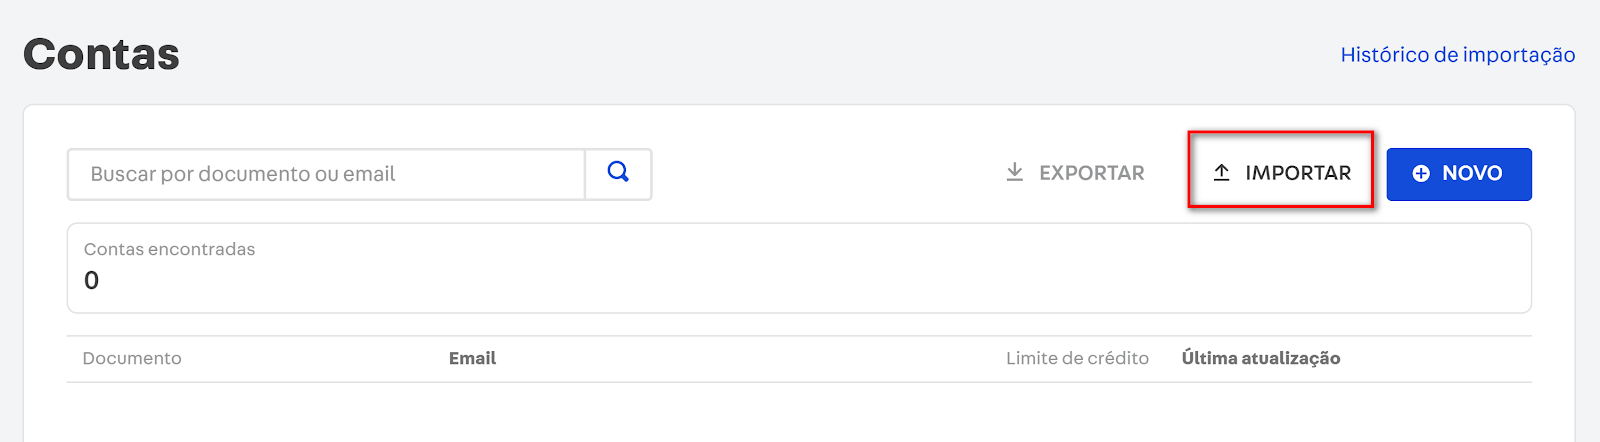 Contas
Histórico de importação
Buscar por documento ou email
EXPORTAR
IMPORTAR
NOVO
Contas encontradas
0
Documento
Email
Limite de crédito
Última atualização